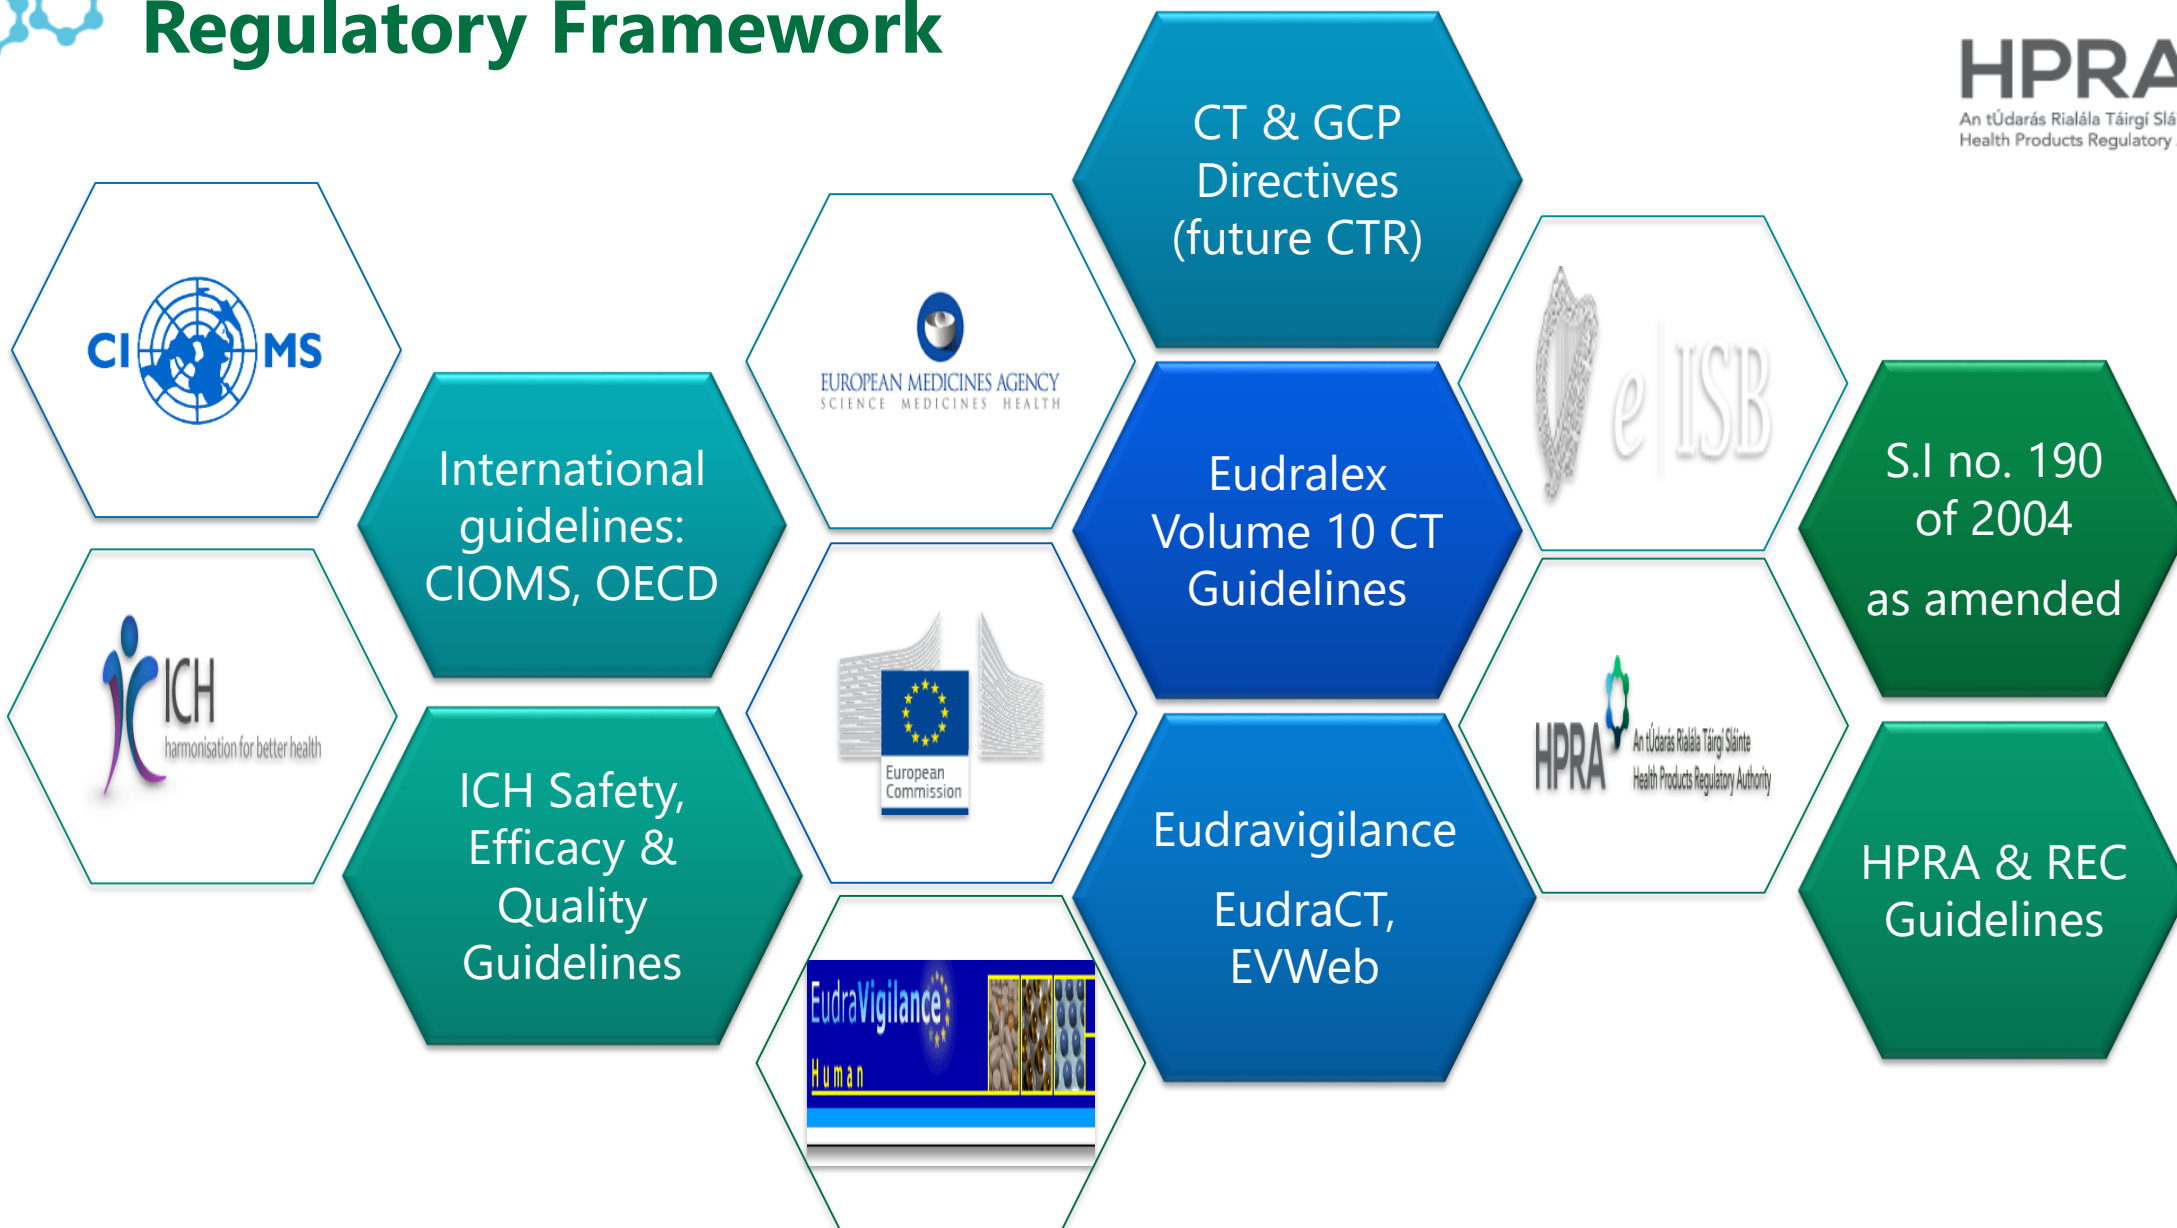 Regulatory Framework
HPRA
An tÚdarás Rialála Táirgí
Health Products Regulatory
CT & GCP
Directives
(future CTR)
CI MS
EUROPEAN MEDICINES AGENCY
SCIENCE MEDICINES HEALTH
e ISB
International
guidelines:
CIOMS, OECD
Eudralex
Volume 10 CT
Guidelines
S.I no. 190
of 2004
as amended
ICH
harmonisation for better health
European
Commission
HPRA
An tÚdarás Rialála Táirgí Sláinte
Health Products Regulatory Authority
ICH Safety,
Efficacy &
Quality
Guidelines
Eudravigilance
EudraCT,
EVWeb
HPRA & REC
Guidelines
EudraVigilance
Human